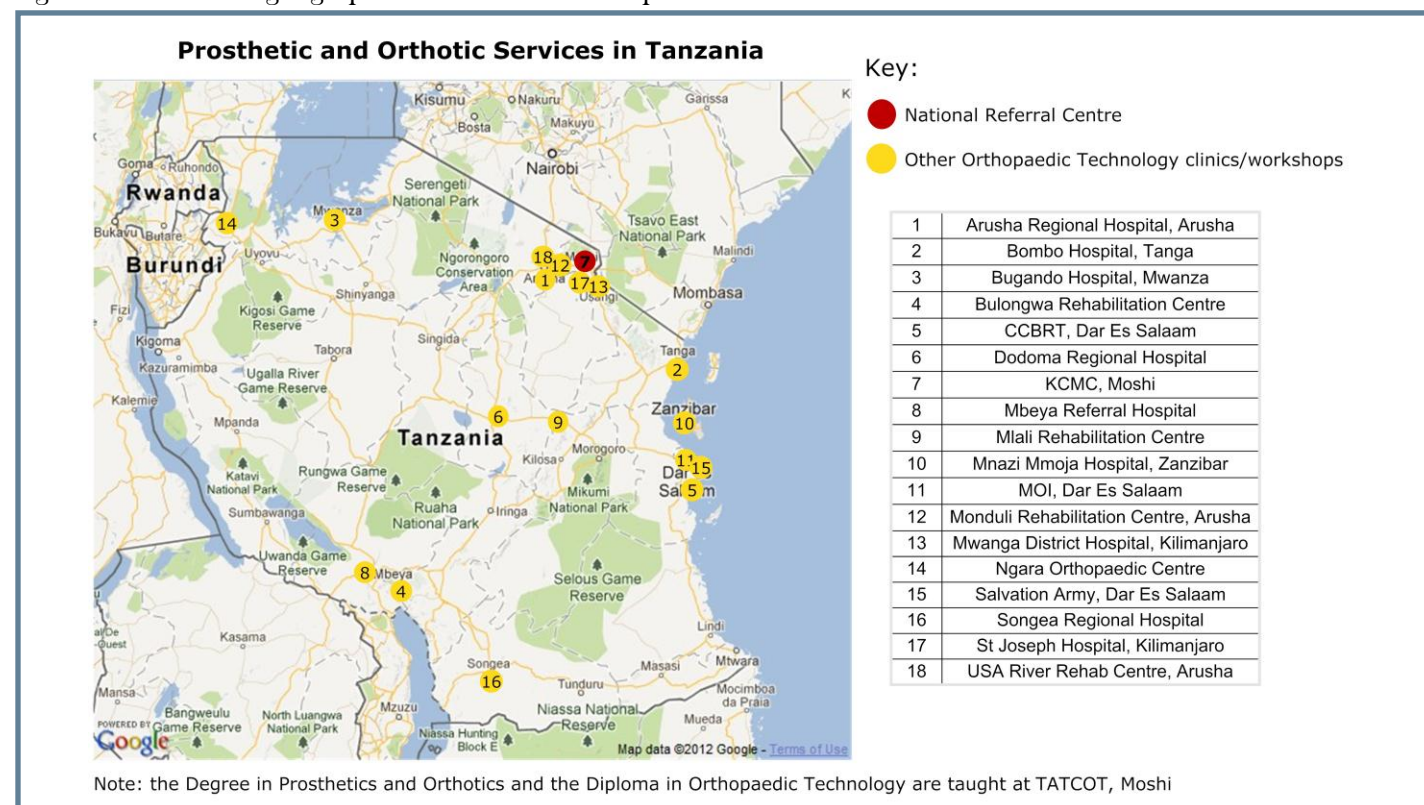 Prosthetic and Orthotic Services in Tanzania
Key:
National Referral Centre
Other Orthopaedic Technology clinics/workshops
1 Arusha Regional Hospital, Arusha
2 Bombo Hospital, Tanga
3 Bugando Hospital, Mwanza
4 Bulongwa Rehabilitation Centre
5 CCBRT, Dar Es Salaam
6 Dodoma Regional Hospital
7 KCMC, Moshi
8 Mbeya Referral Hospital
9 Mlali Rehabilitation Centre
10 Mnazi Mmoja Hospital, Zanzibar
11 MOI, Dar Es Salaam
12 Monduli Rehabilitation Centre, Arusha
13 Mwanga District Hospital, Kilimanjaro
14 Ngara Orthopaedic Centre
15 Salvation Army, Dar Es Salaam
16 Songea Regional Hospital
17 St Joseph Hospital, Kilimanjaro
18 USA River Rehab Centre, Arusha
Kisumu
Nakuru
Garissa
Bosta
Makuyu
Nairobi
Goma
Ruhondo
Rwanda
Serengeti
National Park
14
3
Tsavo East
National Park
Bukavu
Butare
Uyovu
Ngorongoro
Conservation
Area
18
12
7
1
17
13
Malindi
Burundi
Shinyanga
Mombasa
Fizi
Kigosi Game
Reserve
Kigoma
Kazuramimba
Tabora
Singida
Tanga
2
Ugalla River
Game Reserve
Kalemie
Mpanda
6
9
Zanzibar
10
Tanzania
Kilosa
Morogoro
11
15
5
Katavi
National Park
Rungwa Game
Reserve
Ruaha
National Park
Mikumi
National Park
Sumbawanga
Iringa
Uwanda Game
Reserve
8
Mbeya
4
Selous Game
Reserve
Kasama
Lindi
Songea
16
Masasi
Mtwara
Tunduru
Mansa
Mocimboa
da Praia
Bangweulu
Game Reserve
North Luangwa
National Park
Mzuzu
Niassa National
Reserve
Mueda
Niassa Hunting
Block E
POWERED BY
Google
Map data ©2012 Google - Terms of Use
Note: the Degree in Prosthetics and Orthotics and the Diploma in Orthopaedic Technology are taught at TATCOT, Moshi